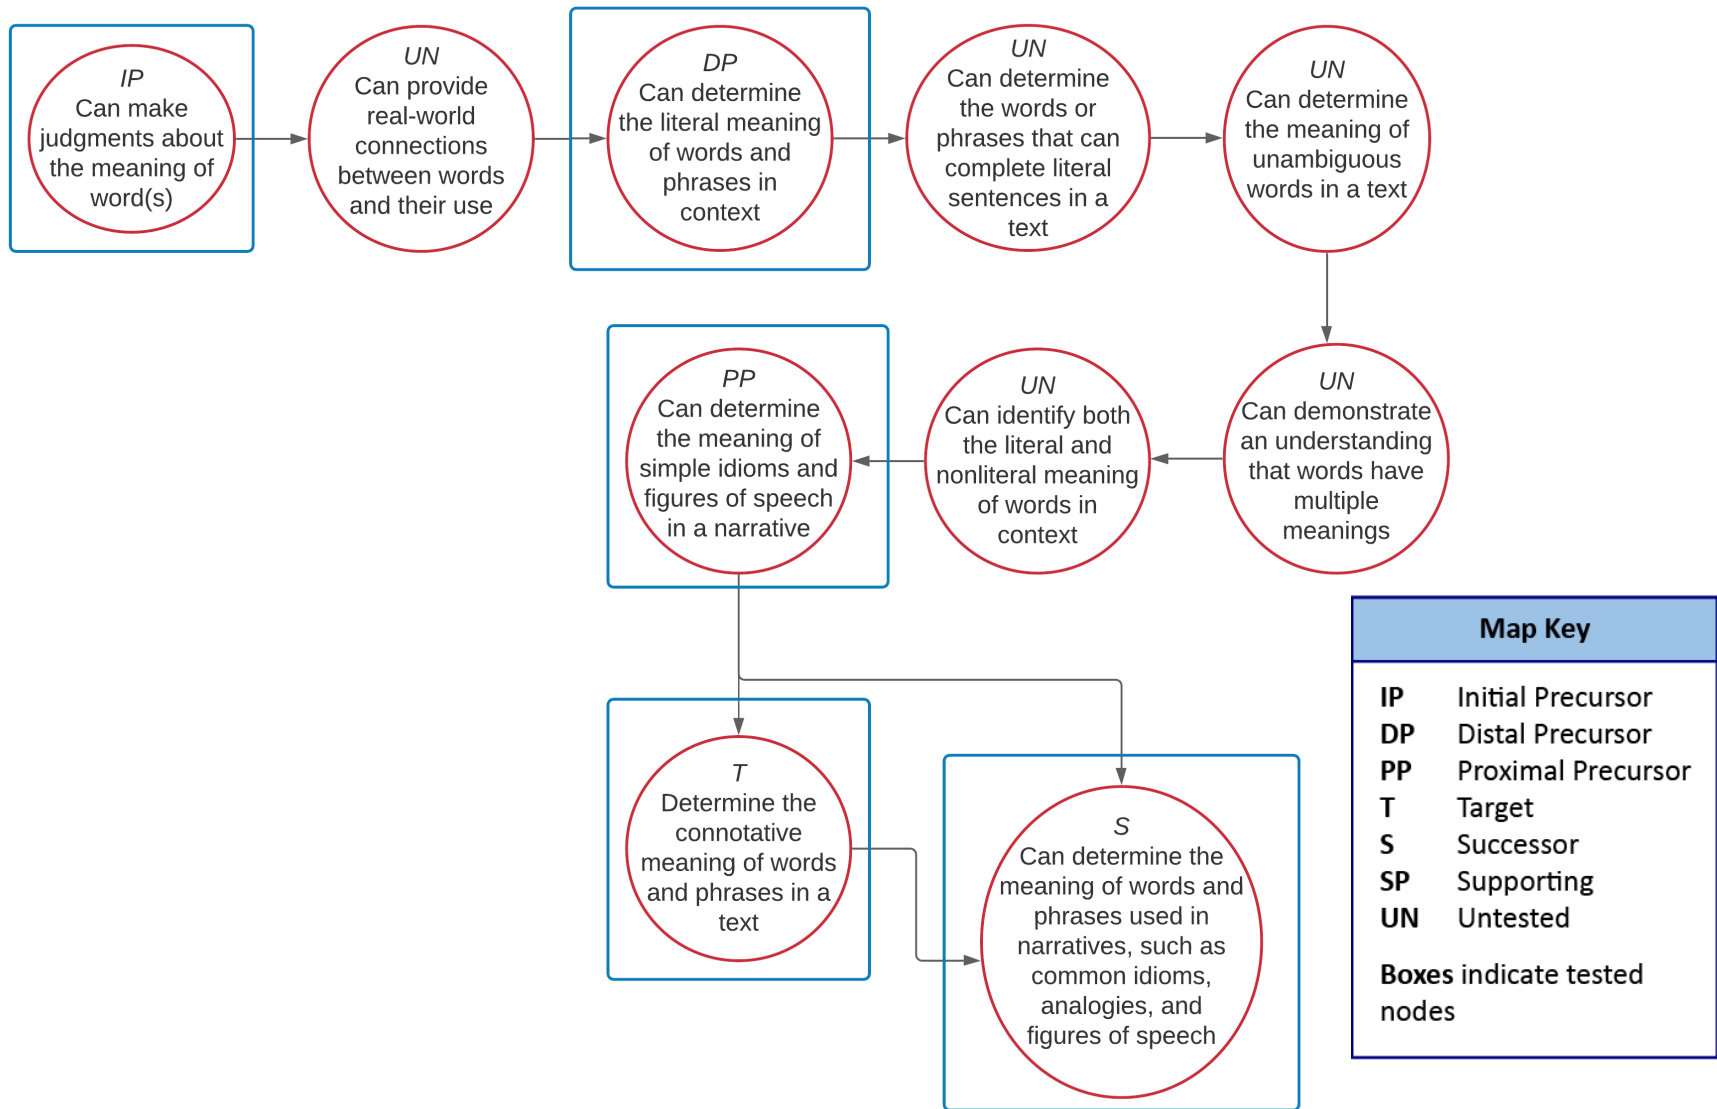 IP
Can make
judgments about
the meaning of
word(s)
UN
Can provide
real-world
connections
between words
and their use
DP
Can determine
the literal meaning
of words and
phrases in
context
UN
Can determine
the words or
phrases that can
complete literal
sentences in a
text
UN
Can determine
the meaning of
unambiguous
words in a text
UN
Can demonstrate
an understanding
that words have
multiple
meanings
UN
Can identify both
the literal and
nonliteral meaning
of words in
context
PP
Can determine
the meaning of
simple idioms and
figures of speech
in a narrative
T
Determine the
connotative
meaning of words
and phrases in a
text
S
Can determine the
meaning of words and
phrases used in
narratives, such as
common idioms,
analogies, and
figures of speech
Map Key
IP Initial Precursor
DP Distal Precursor
PP Proximal Precursor
T Target
S Successor
SP Supporting
UN Untested
Boxes indicate tested
nodes